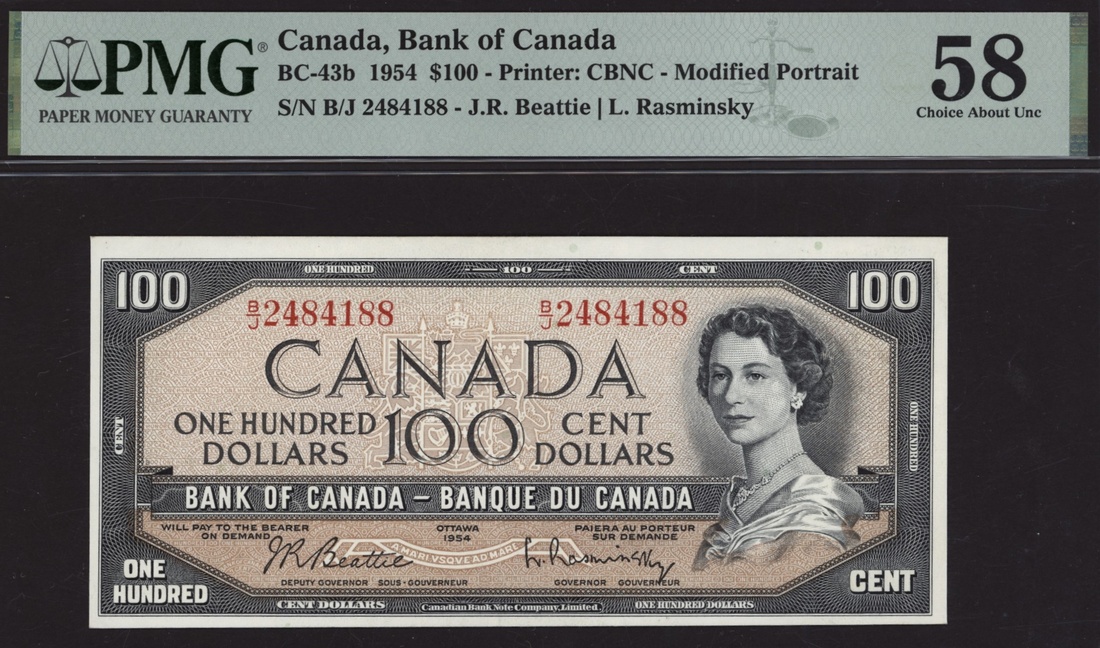 PMG®
PAPER MONEY GUARANTY
Canada, Bank of Canada
BC-43b 1954 $100 - Printer: CBNC - Modified Portrait
S/N B/J 2484188 - J.R. Beattie | L. Rasminsky
58
Choice About Unc
ONE HUNDRED 100 CENT
100 100
B/J 2484188 B/J 2484188
CANADA
ONE HUNDRED 100 CENT
DOLLARS DOLLARS
CENT ONE HUNDRED
BANK OF CANADA – BANQUE DU CANADA
WILL PAY TO THE BEARER OTTAWA PAIERA AU PORTEUR
ON DEMAND 1954 SUR DEMANDE
A MARI VSQVE AD MARE
JR Beattie L. Rasminsky
DEPUTY GOVERNOR SOUS-GOUVERNEUR GOVERNOR GOUVERNEUR
ONE CENT
HUNDRED
CENT DOLLARS Canadian Bank Note Company, Limited. ONE HUNDRED DOLLARS